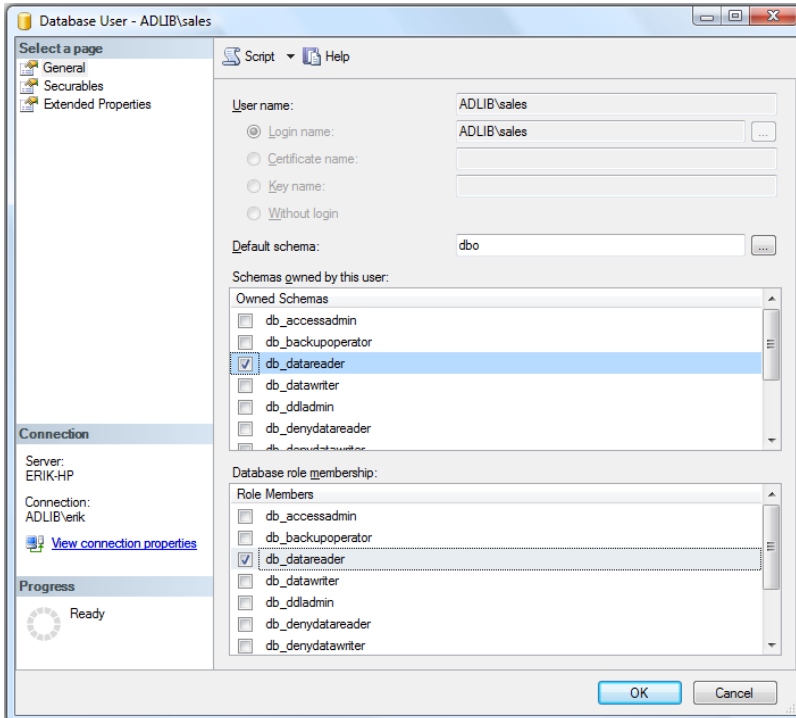 Database User - ADLIB\sales
Select a page
General
Securables
Extended Properties
Script
Help
User name:
ADLIB\sales
Login name:
ADLIB\sales
...
Certificate name:
Key name:
Without login
Default schema:
dbo
...
Schemas owned by this user:
Owned Schemas
db_accessadmin
db_backupoperator
db_datareader
db_datawriter
db_ddladmin
db_denydatareader
db_denydatawriter
Database role membership:
Role Members
db_accessadmin
db_backupoperator
db_datareader
db_datawriter
db_ddladmin
db_denydatareader
db_denydatawriter
Connection
Server:
ERIK-HP
Connection:
ADLIB\erik
View connection properties
Progress
Ready
OK
Cancel